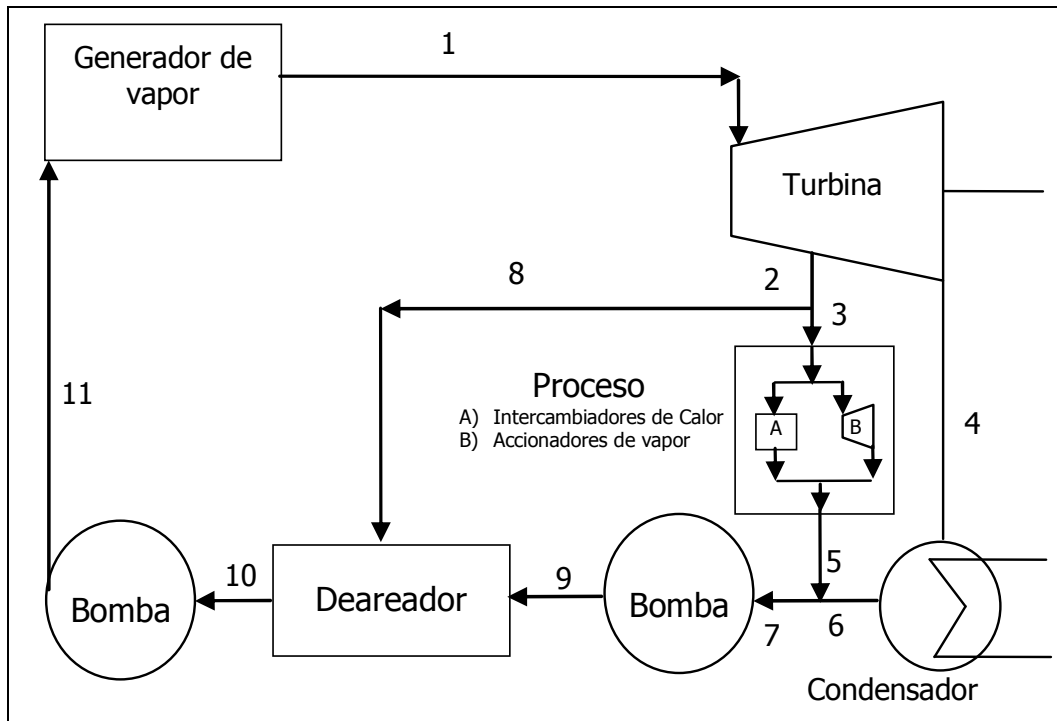 Generador de
vapor
1
Turbina
2
8
3
Proceso
A) Intercambiadores de Calor
B) Accionadores de vapor
A
B
11
4
5
Bomba
10
Deareador
9
Bomba
7
6
Condensador